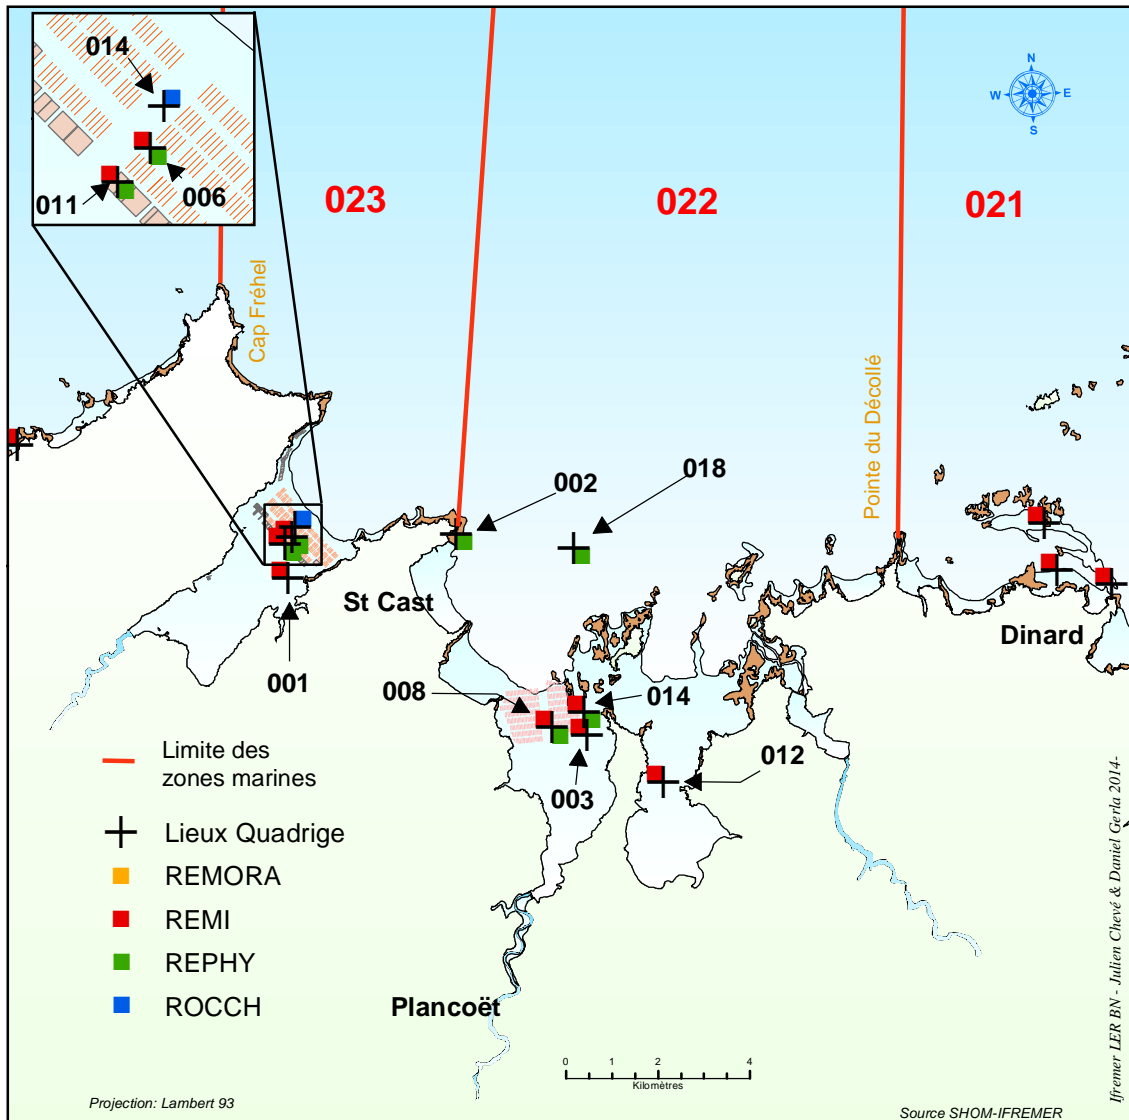 014
006
011
023
022
021
N
W
E
S
Cap Fréhel
Pointe du Décollé
002
018
St Cast
001
008
014
003
012
Dinard
Limite des
zones marines
Lieux Quadrige
REMORA
REMI
REPHY
ROCCH
Plancoët
0 1 2 4
Kilomètres
Projection: Lambert 93
Source SHOM-IFREMER
Ifremer LER BN - Julien Chevé & Daniel Gerla 2014-